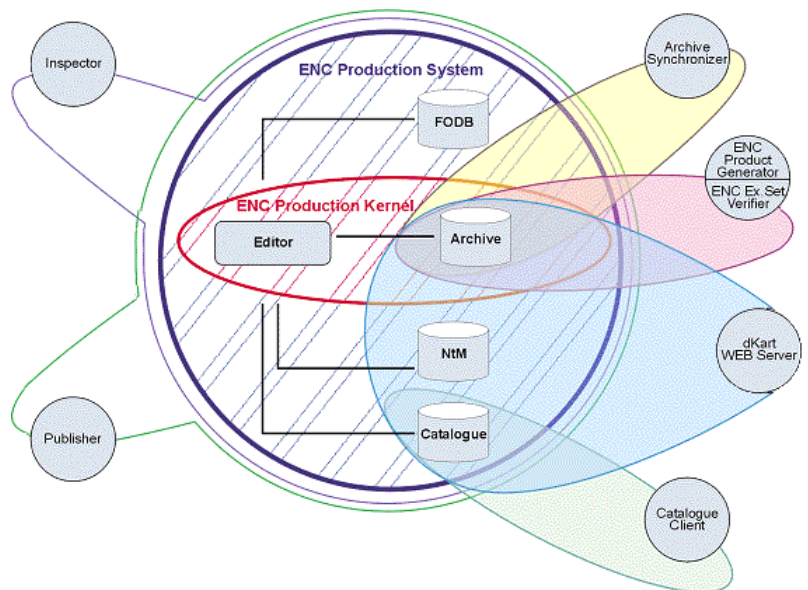 Inspector
Archive
Synchronizer
ENC Production System
FODB
ENC
Product
Generator
ENC Ex.Set
Verifier
ENC Production Kernel
Editor
Archive
NtM
dKart
WEB Server
Publisher
Catalogue
Catalogue
Client